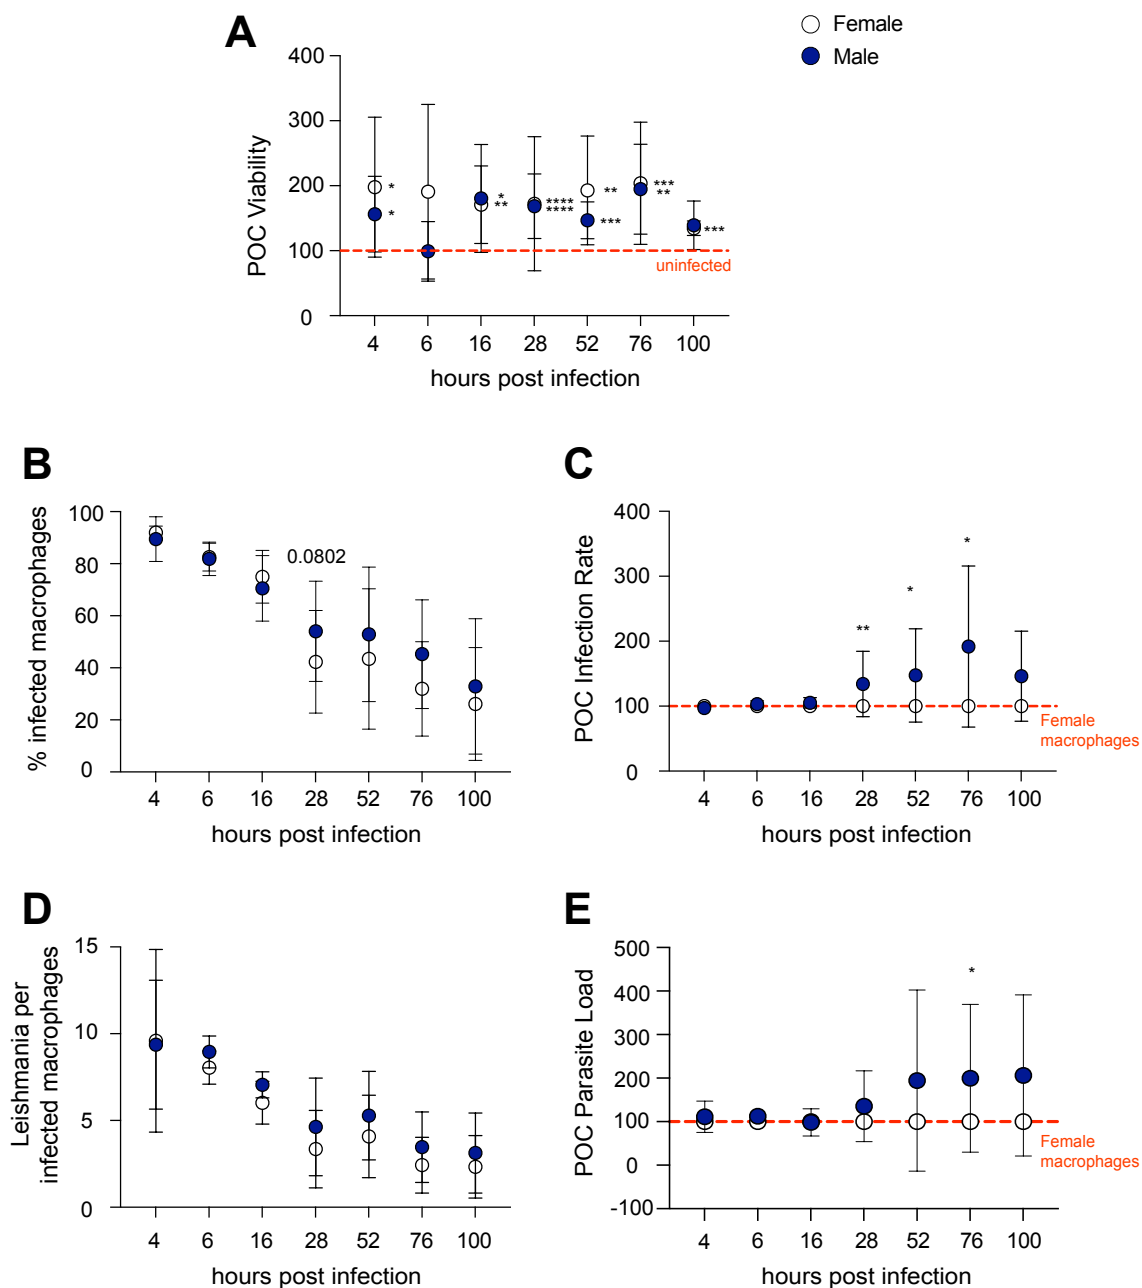 A
Female
Male
400
300
200
100
0
POC Viability
*
*
*
**
****
****
**
***
***
**
***
uninfected
4 6 16 28 52 76 100
hours post infection
B
100
80
60
40
20
0
% infected macrophages
0.0802
4 6 16 28 52 76 100
hours post infection
C
400
300
200
100
0
POC Infection Rate
**
*
*
Female
macrophages
4 6 16 28 52 76 100
hours post infection
D
15
10
5
0
Leishmania per
infected macrophages
4 6 16 28 52 76 100
hours post infection
E
500
400
300
200
100
0
-100
POC Parasite Load
*
Female
macrophages
4 6 16 28 52 76 100
hours post infection